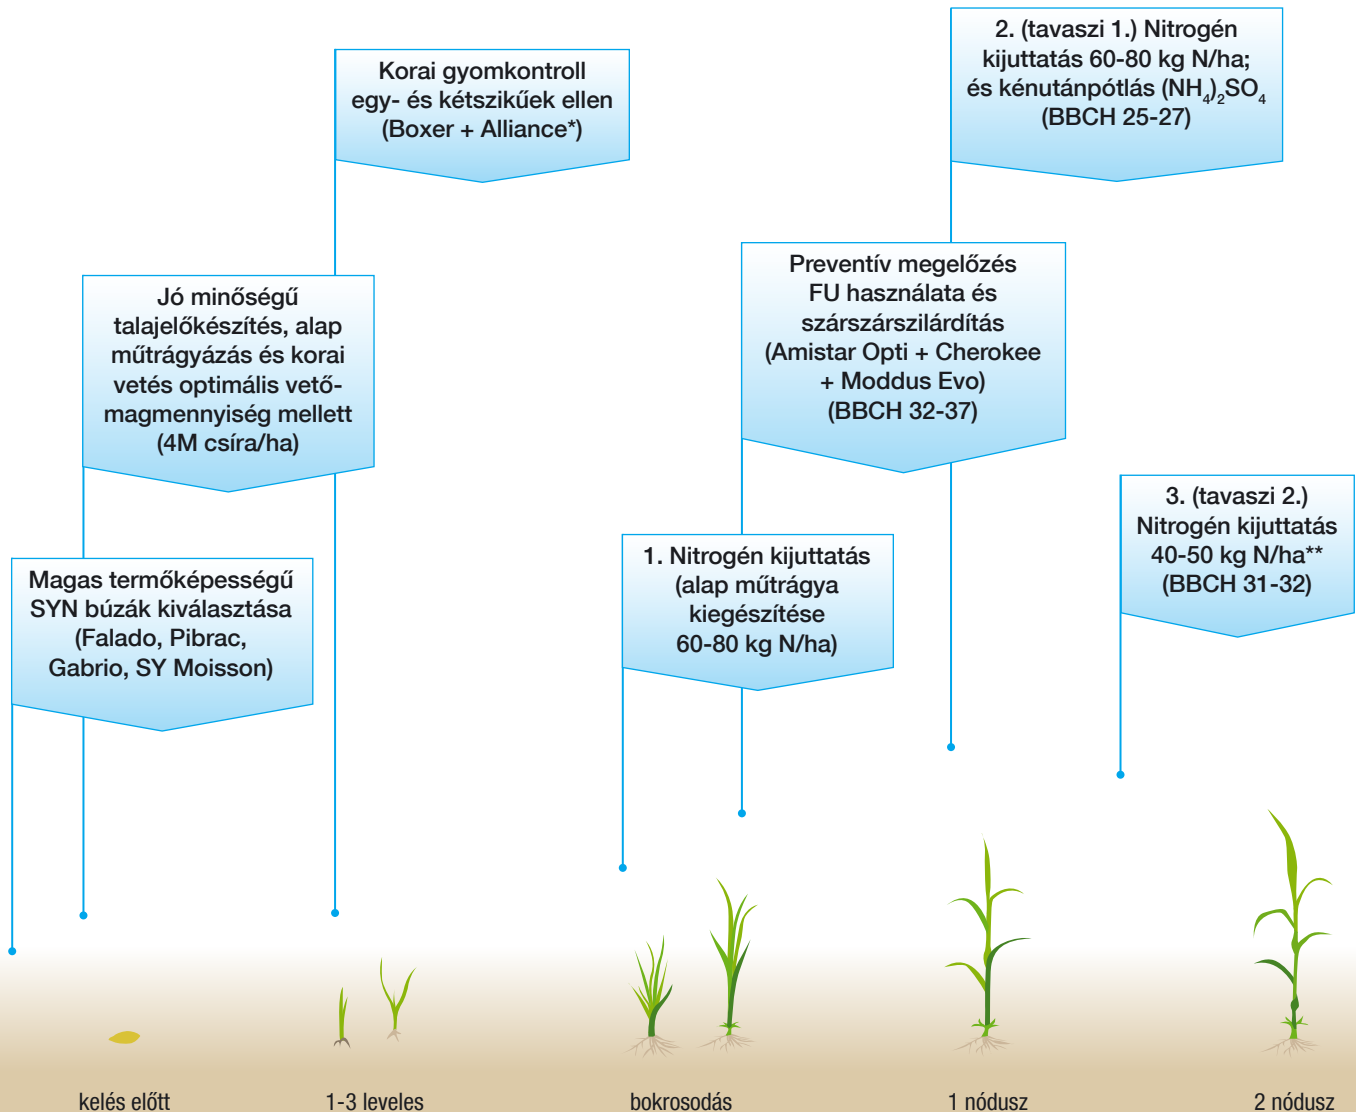 Korai gyomkontroll
egy- és kétszikűek ellen
(Boxer + Alliance*)
2. (tavaszi 1.) Nitrogén
kijuttatás 60-80 kg N/ha;
és kénutánpótlás (NH₄)₂SO₄
(BBCH 25-27)
Jó minőségű
talajelőkészítés, alap
műtrágyázás és korai
vetés optimális vető-
magmennyiség mellett
(4M csíra/ha)
Preventív megelőzés
FU használata és
szárszárszilárdítás
(Amistar Opti + Cherokee
+ Moddus Evo)
(BBCH 32-37)
Magas termőképességű
SYN búzák kiválasztása
(Falado, Pibrac,
Gabrio, SY Moisson)
1. Nitrogén kijuttatás
(alap műtrágya
kiegészítése
60-80 kg N/ha)
3. (tavaszi 2.)
Nitrogén kijuttatás
40-50 kg N/ha**
(BBCH 31-32)
kelés előtt
1-3 leveles
bokrosodás
1 nódusz
2 nódusz